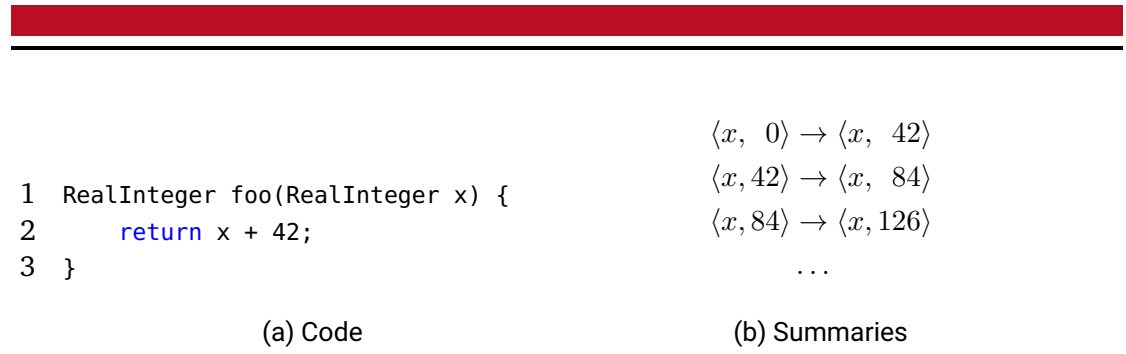 1 RealInteger foo(RealInteger x) {
2 return x + 42;
3 }
(a) Code
⟨x, 0⟩ → ⟨x, 42⟩
⟨x, 42⟩ → ⟨x, 84⟩
⟨x, 84⟩ → ⟨x, 126⟩
...
(b) Summaries